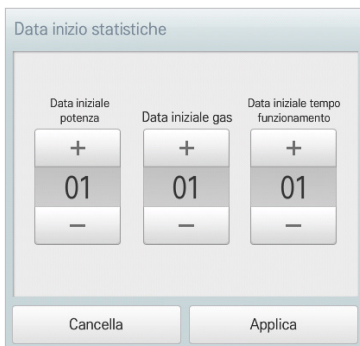 Data inizio statistiche
Data iniziale
potenza
Data iniziale gas
Data iniziale tempo
funzionamento
+ + +
01 01 01
− − −
Cancella Applica